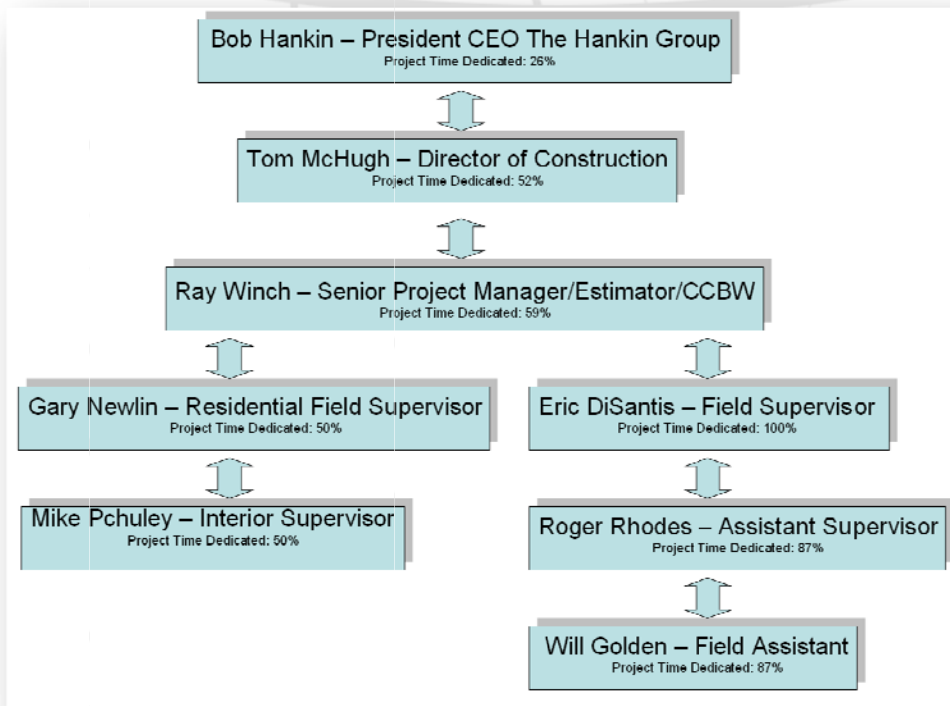 Bob Hankin – President CEO The Hankin Group
Project Time Dedicated: 26%
Tom McHugh – Director of Construction
Project Time Dedicated: 52%
Ray Winch – Senior Project Manager/Estimator/CCBW
Project Time Dedicated: 59%
Gary Newlin – Residential Field Supervisor
Project Time Dedicated: 50%
Mike Pchuley – Interior Supervisor
Project Time Dedicated: 50%
Eric DiSantis – Field Supervisor
Project Time Dedicated: 100%
Roger Rhodes – Assistant Supervisor
Project Time Dedicated: 87%
Will Golden – Field Assistant
Project Time Dedicated: 87%